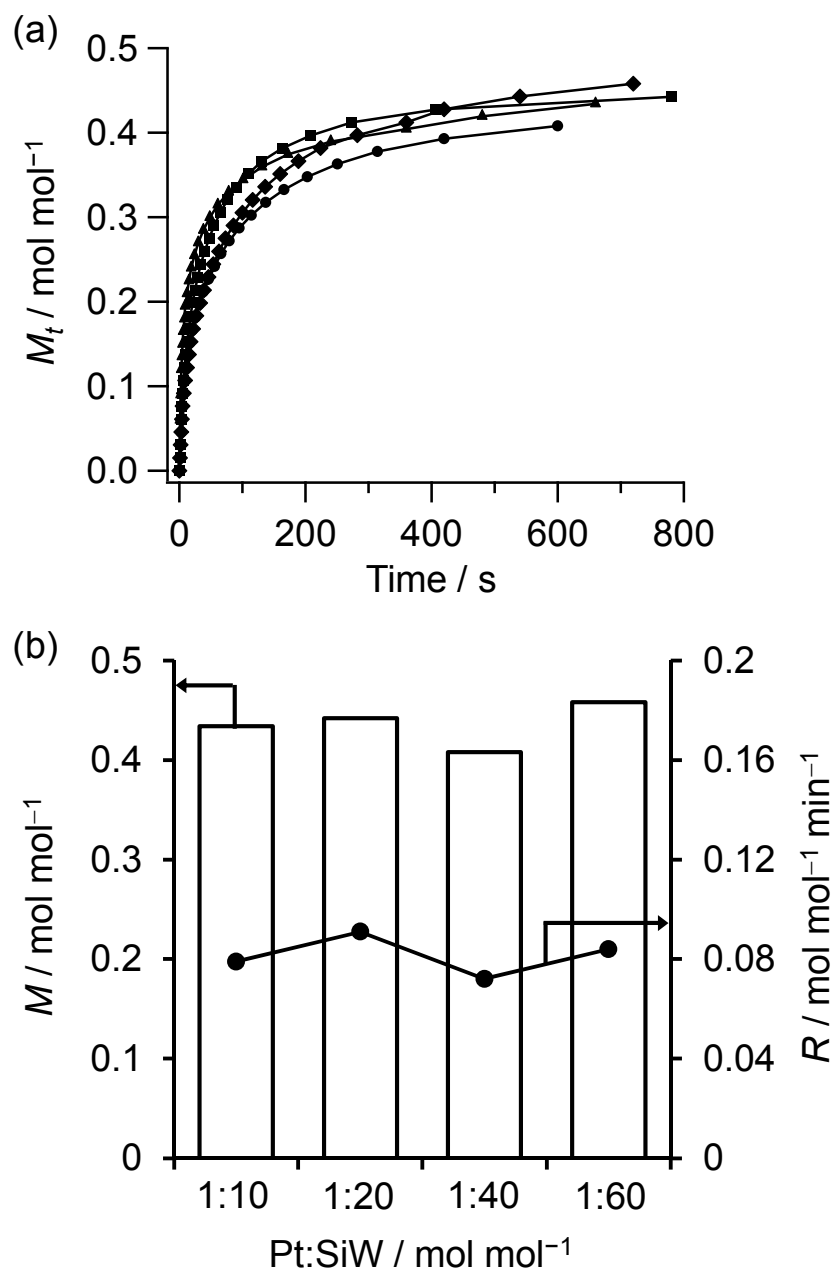 (a)
0.5
0.4
0.3
0.2
0.1
0.0
M_t / mol mol⁻¹
0 200 400 600 800
Time / s
(b)
0.5 0.2
0.4 0.16
0.3 0.12
0.2 0.08
0.1 0.04
0 0
M / mol mol⁻¹
R / mol mol⁻¹ min⁻¹
1:10 1:20 1:40 1:60
Pt:SiW / mol mol⁻¹